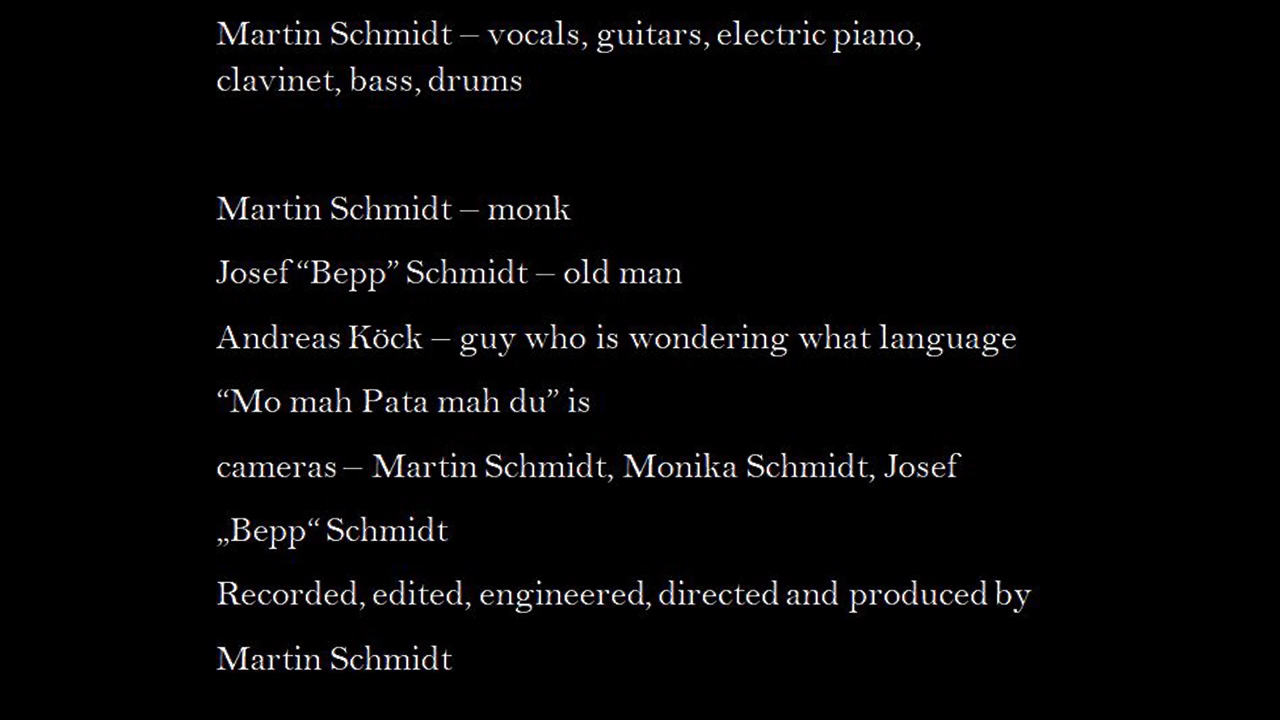 Martin Schmidt – vocals, guitars, electric piano,
clavinet, bass, drums
Martin Schmidt – monk
Josef “Bepp” Schmidt – old man
Andreas Köck – guy who is wondering what language
“Mo mah Pata mah du” is
cameras – Martin Schmidt, Monika Schmidt, Josef
„Bepp“ Schmidt
Recorded, edited, engineered, directed and produced by
Martin Schmidt